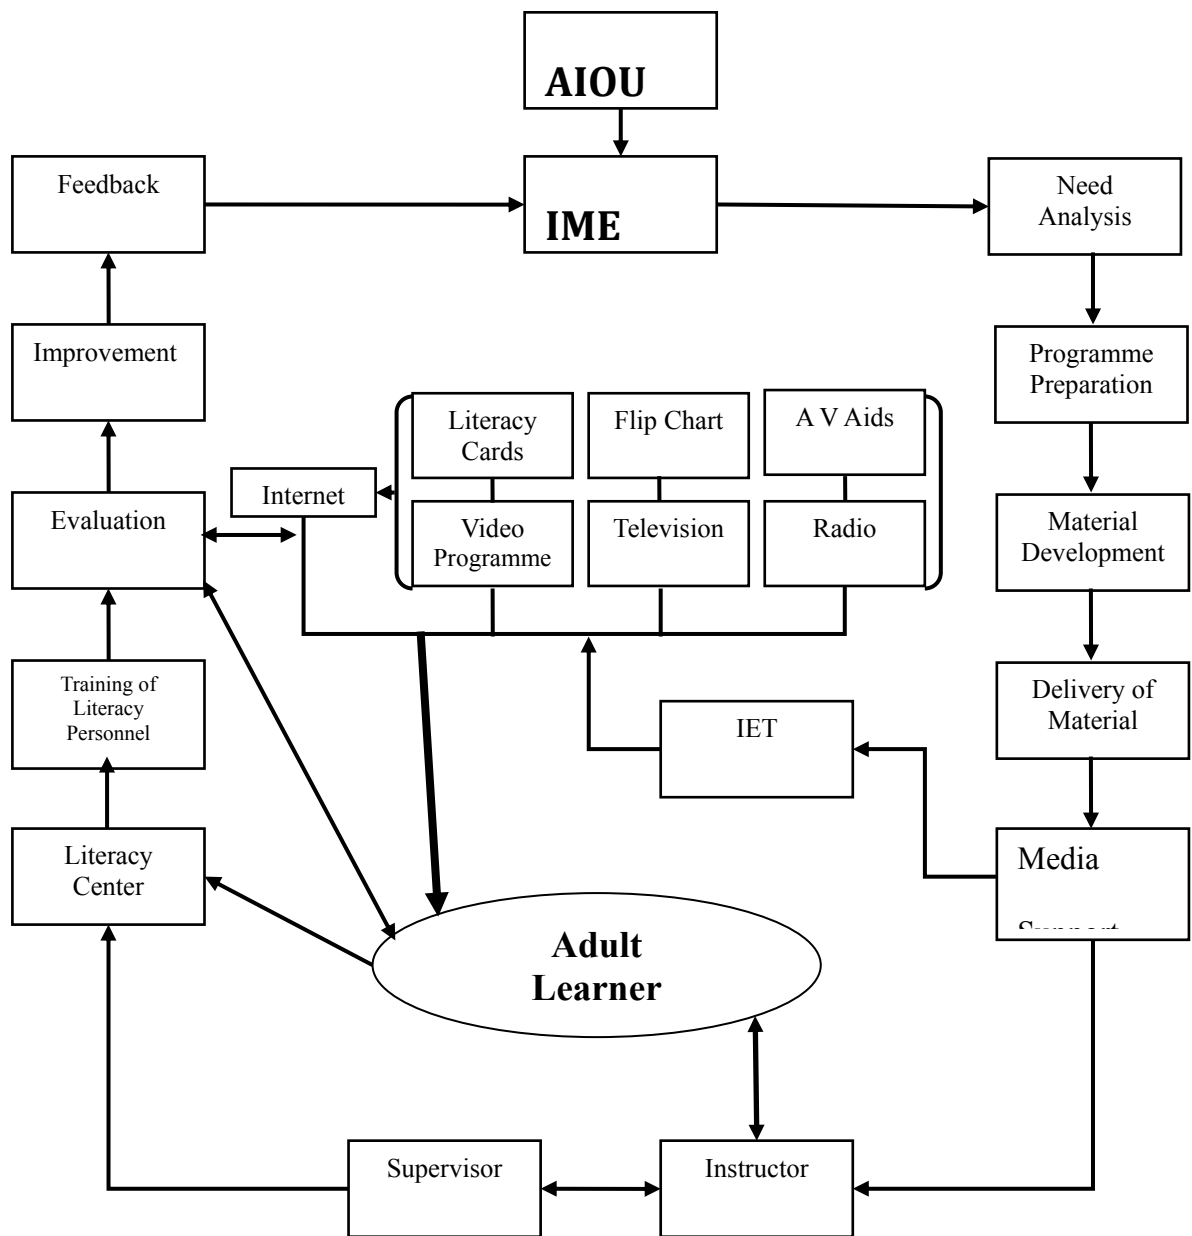 AIOU
Feedback
IME
Need
Analysis
Improvement
Programme
Preparation
Literacy
Cards
Flip Chart
A V Aids
Internet
Evaluation
Video
Programme
Television
Radio
Material
Development
Training of
Literacy
Personnel
IET
Delivery of
Material
Literacy
Center
Media
Adult
Learner
Supervisor
Instructor